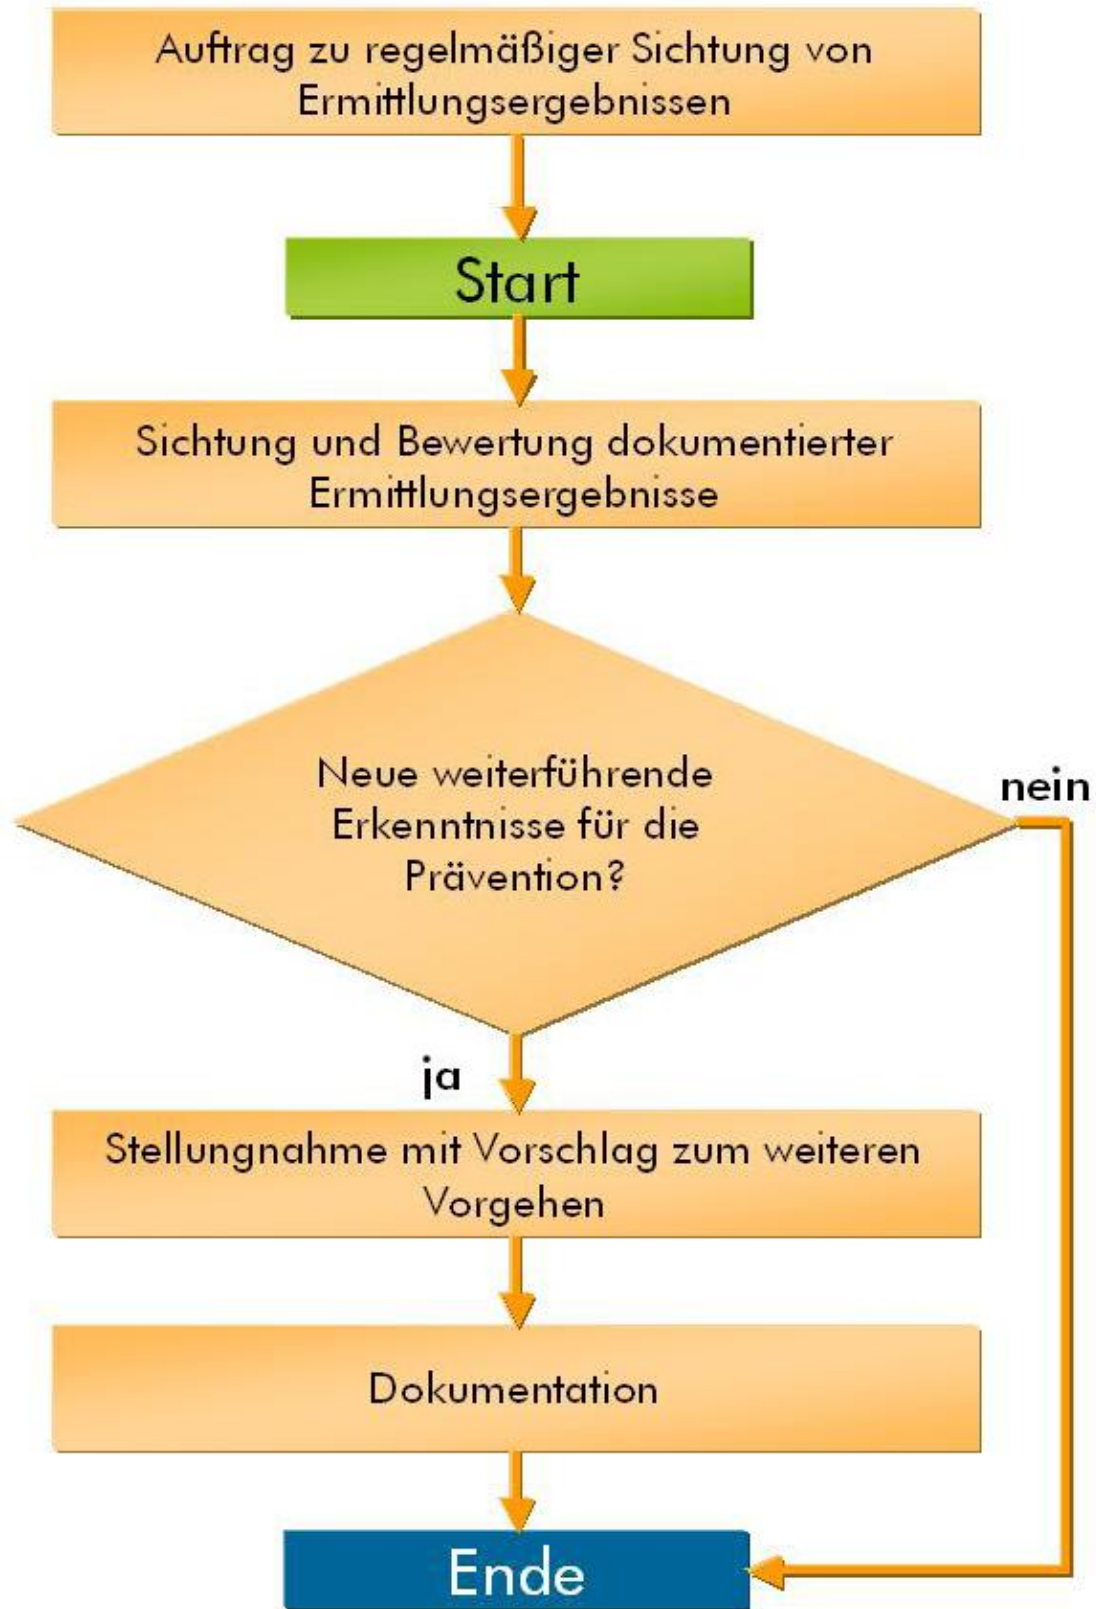 Auftrag zu regelmäßiger Sichtung von
Ermittlungsergebnissen
Start
Sichtung und Bewertung dokumentierter
Ermittlungsergebnisse
Neue weiterführende
Erkenntnisse für die
Prävention?
nein
ja
Stellungnahme mit Vorschlag zum weiteren
Vorgehen
Dokumentation
Ende